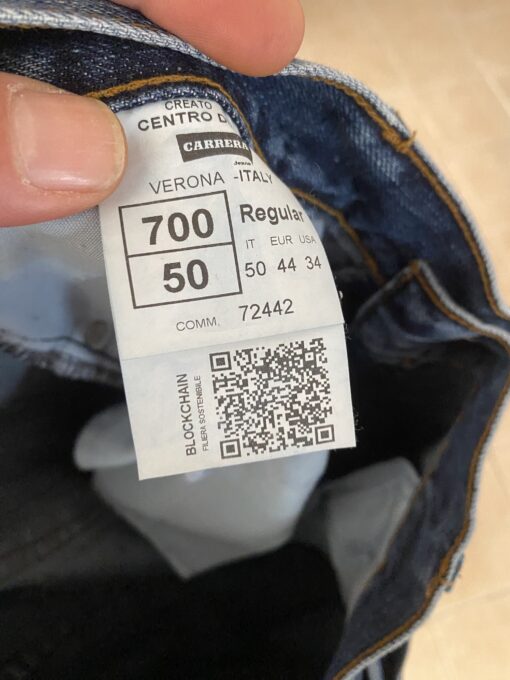 CREATO
CENTRO D
CARRERA
Jeans
VERONA -ITALY
700 Regular
IT EUR USA
50 50 44 34
COMM. 72442
BLOCKCHAIN
FILIERA SOSTENIBILE